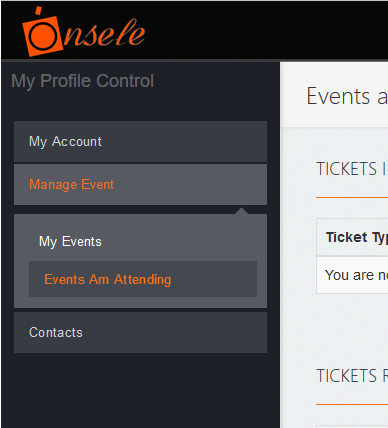 Onsele
My Profile Control
Events a
My Account
TICKETS I
Manage Event
Ticket Ty
My Events
You are n
Events Am Attending
Contacts
TICKETS R